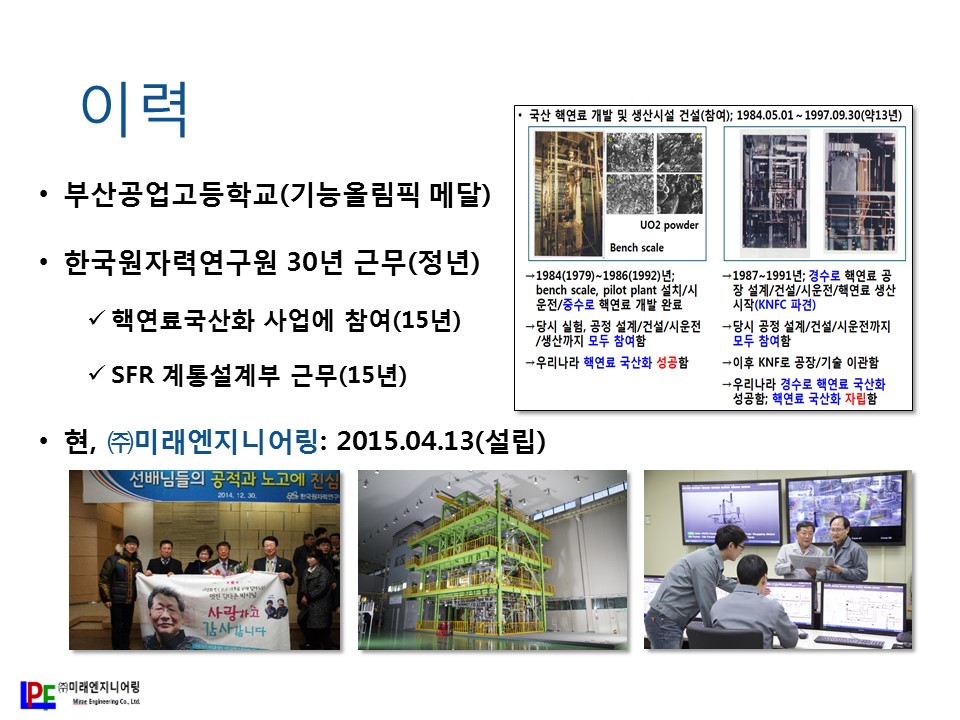 이력
• 부산공업고등학교(기능올림픽 메달)
• 한국원자력연구원 30년 근무(정년)
✓ 핵연료국산화 사업에 참여(15년)
✓ SFR 계통설계부 근무(15년)
• 현, ㈜미래엔지니어링: 2015.04.13(설립)
• 국산 핵연료 개발 및 생산시설 건설(참여); 1984.05.01 ~ 1997.09.30(약13년)
UO2 powder
Bench scale
→1984(1979)~1986(1992)년;
bench scale, pilot plant 설치/시
운전/중수로 핵연료 개발 완료
→당시 실험, 공정 설계/건설/시운전
/생산까지 모두 참여함
→우리나라 핵연료 국산화 성공함
→1987~1991년; 경수로 핵연료 공
장 설계/건설/시운전/핵연료 생산
시작(KNFC 파견)
→당시 공정 설계/건설/시운전까지
모두 참여함
→이후 KNF로 공장/기술 이관함
→우리나라 경수로 핵연료 국산화
성공함; 핵연료 국산화 자립함
선배님들의 공적과 노고에 진심
2014. 12. 30.
한국원자력연구
사랑하고
감사합니다
LPE ㈜미래엔지니어링
Mirae Engineering Co., Ltd.